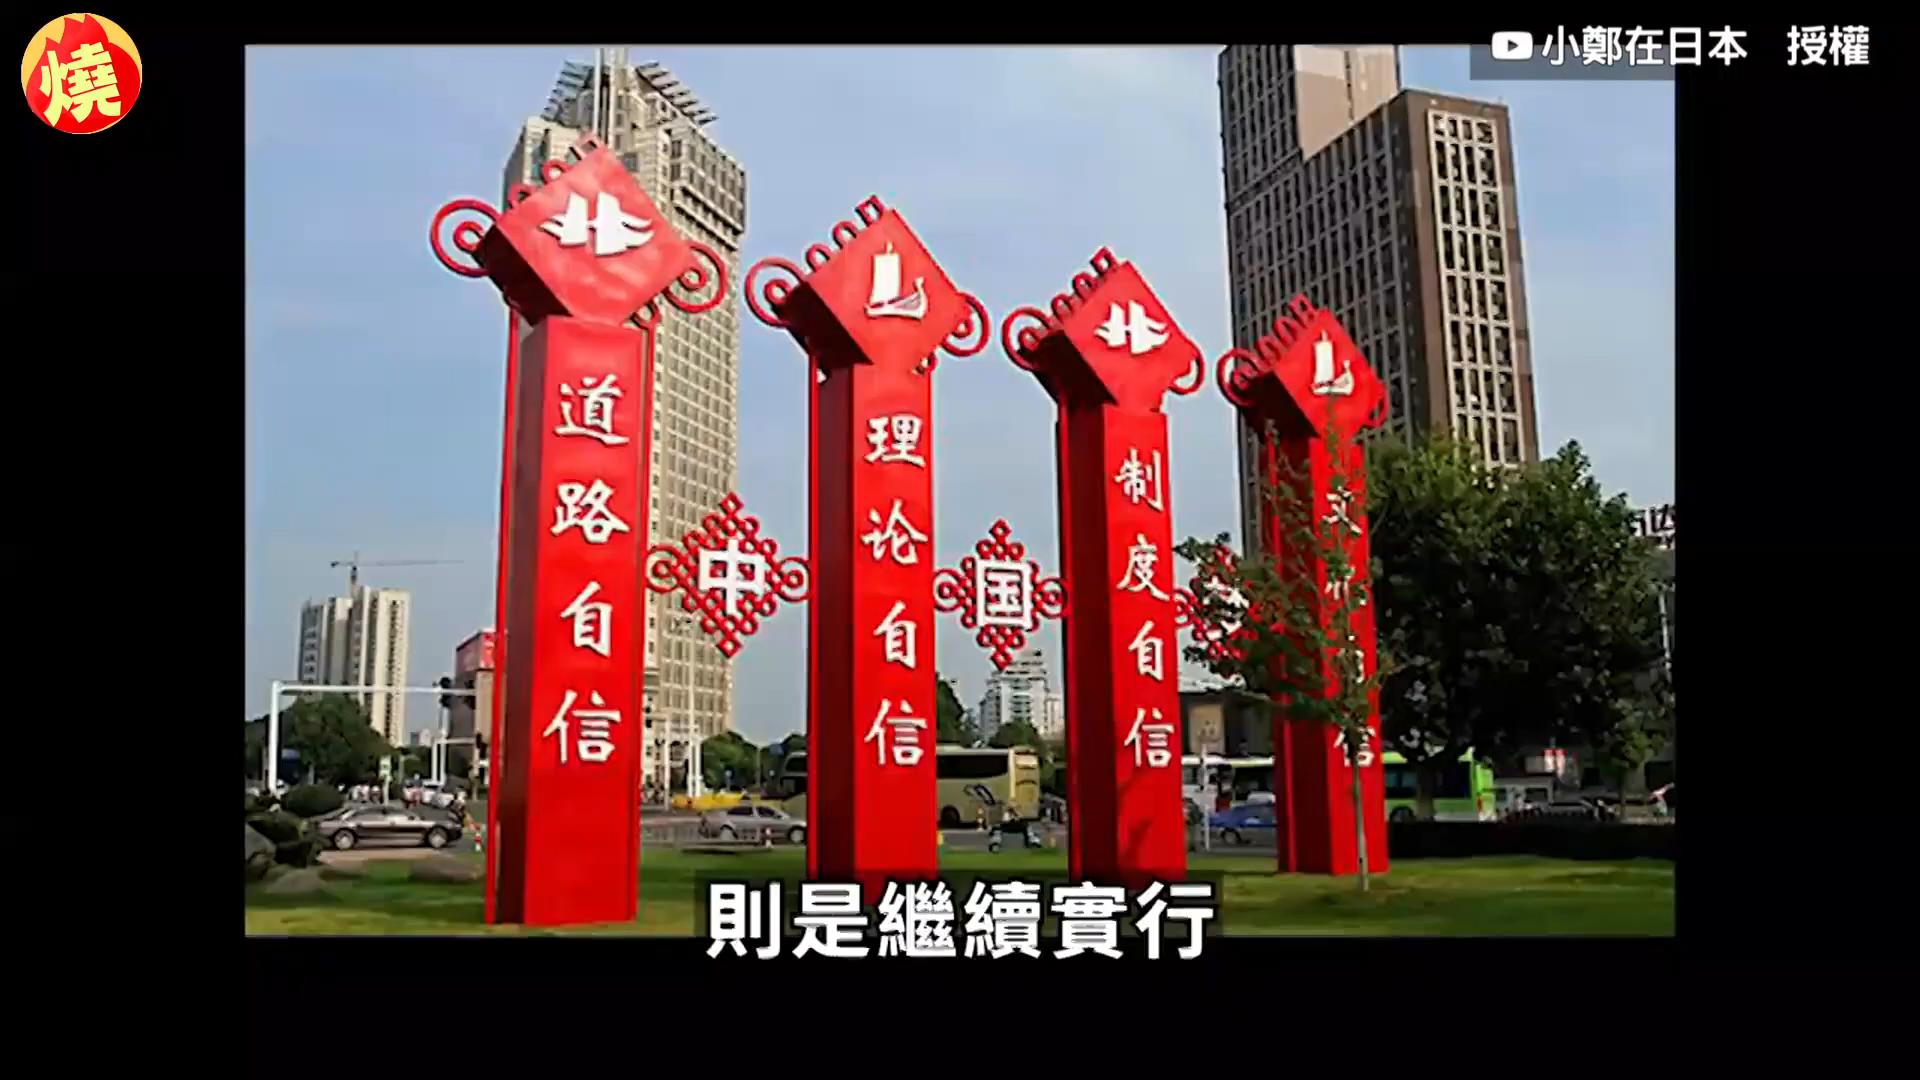 燒
小鄭在日本 授權
道路自信
理论自信
制度自信
中
国
则是繼續實行